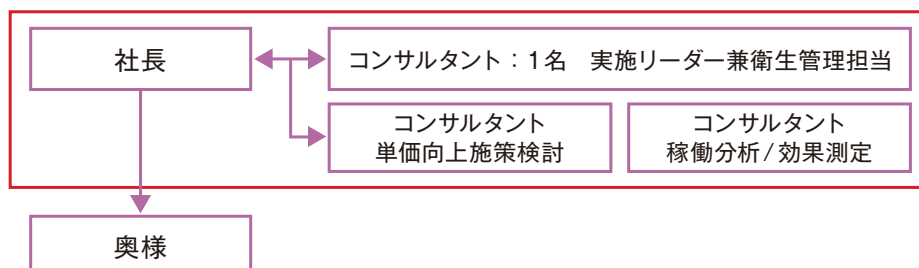 社長
コンサルタント：1名　実施リーダー兼衛生管理担当
コンサルタント
単価向上施策検討
コンサルタント
稼働分析/効果測定
奥様